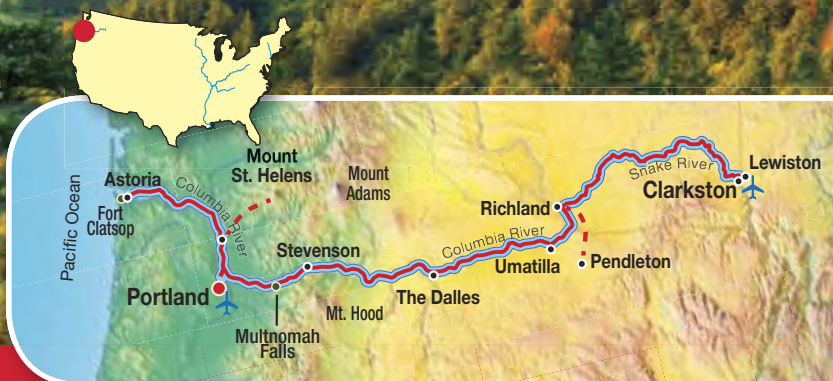 Mount
St. Helens
Mount
Adams
Astoria
Fort
Clatsop
Pacific Ocean
Columbia River
Portland
Multnomah
Falls
Stevenson
Mt. Hood
The Dalles
Columbia River
Richland
Umatilla
Pendleton
Snake River
Lewiston
Clarkston